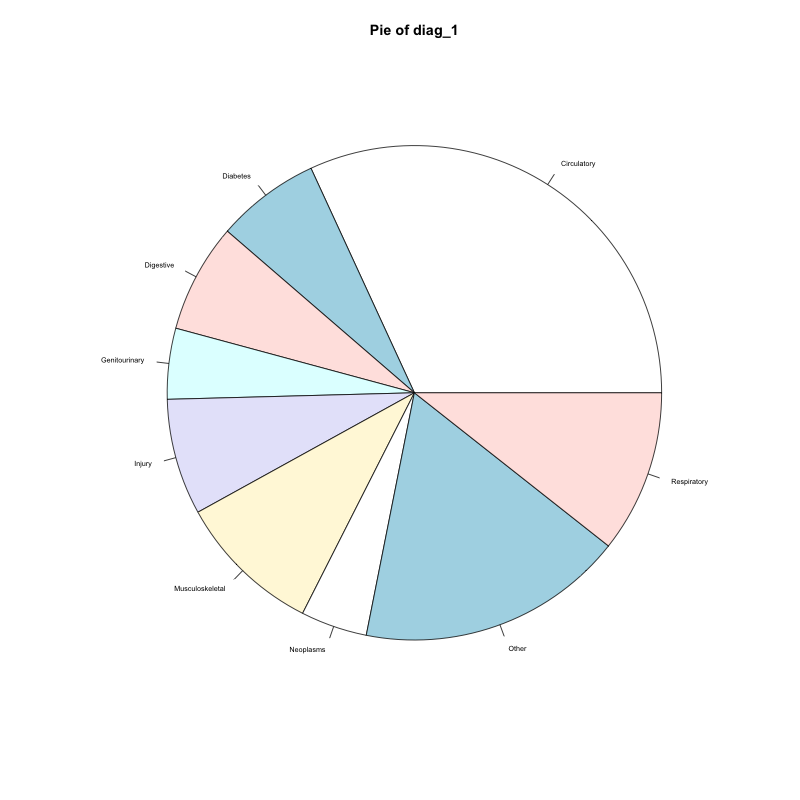 Pie of diag_1
Circulatory
Diabetes
Digestive
Genitourinary
Injury
Musculoskeletal
Neoplasms
Other
Respiratory